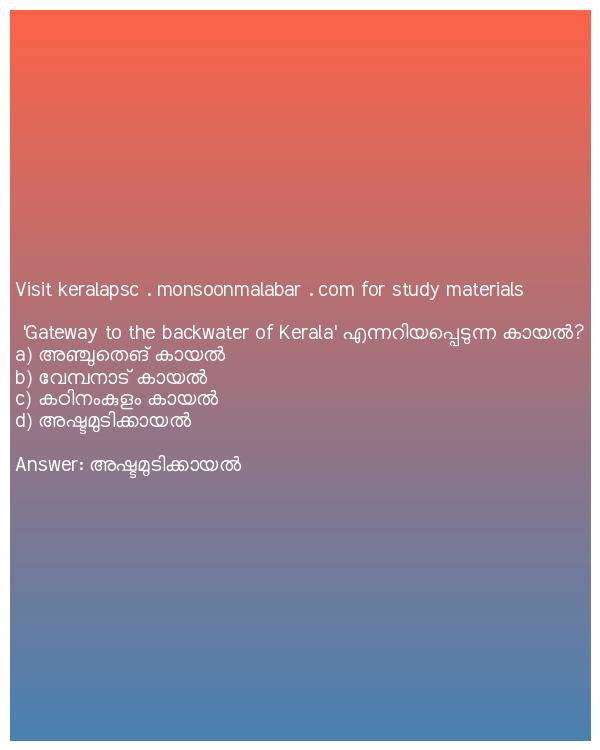 Visit keralapsc . monsoonmalabar . com for study materials
'Gateway to the backwater of Kerala' എന്നറിയപ്പെടുന്ന കായൽ?
a) അഞ്ചുതെങ് കായൽ
b) വേമ്പനാട് കായൽ
c) കഠിനംകുളം കായൽ
d) അഷ്ടമുടിക്കായൽ
Answer: അഷ്ടമുടിക്കായൽ